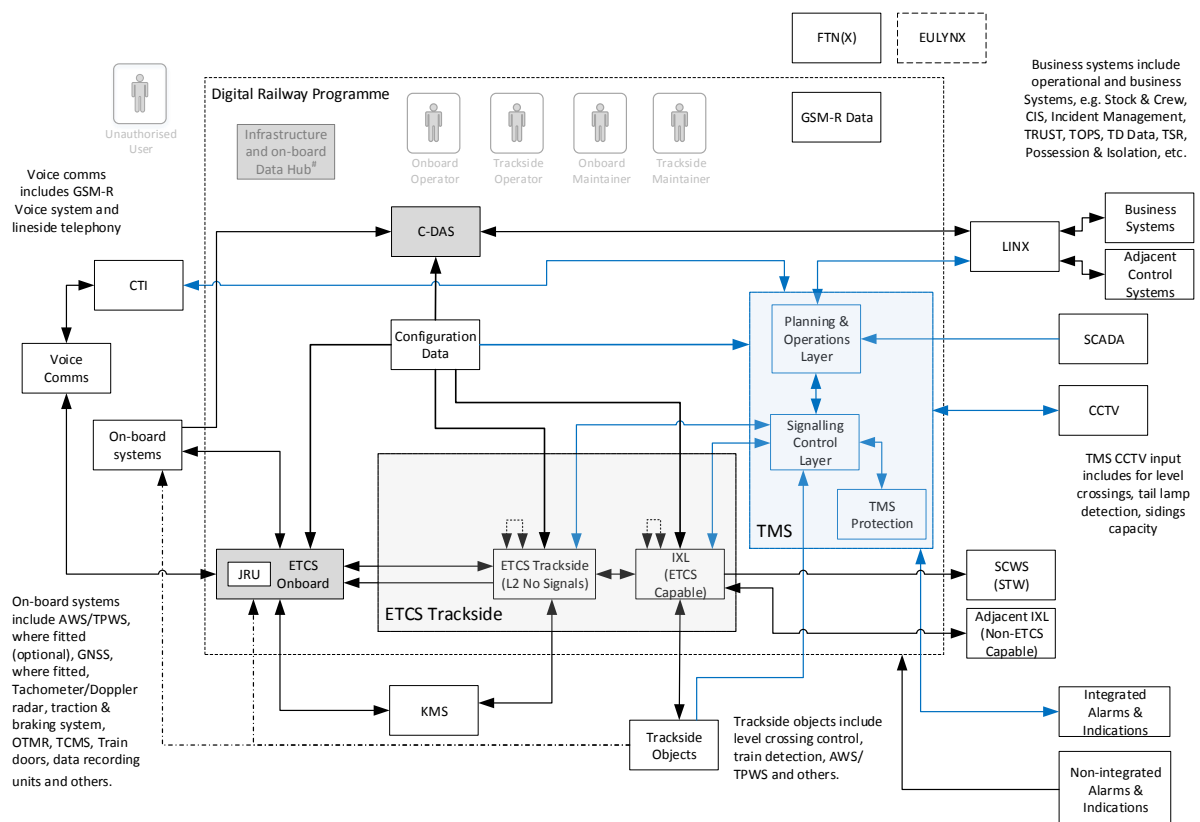 FTN(X)
EULYNX
Business systems include
operational and business
Systems, e.g. Stock & Crew,
CIS, Incident Management,
TRUST, TOPS, TD Data, TSR,
Possession & Isolation, etc.
Unauthorised
User
Digital Railway Programme
Infrastructure
and on-board
Data Hub#
Onboard
Operator
Trackside
Operator
Onboard
Maintainer
Trackside
Maintainer
GSM-R Data
Voice comms
includes GSM-R
Voice system and
lineside telephony
C-DAS
LINX
Business
Systems
Adjacent
Control
Systems
CTI
Configuration
Data
Planning &
Operations
Layer
SCADA
Voice
Comms
CCTV
On-board
systems
Signalling
Control
Layer
TMS CCTV input
includes for level
crossings, tail lamp
detection, sidings
capacity
TMS
Protection
TMS
JRU
ETCS
Onboard
ETCS Trackside
(L2 No Signals)
IXL
(ETCS
Capable)
ETCS Trackside
SCWS
(STW)
Adjacent IXL
(Non-ETCS
Capable)
On-board systems
include AWS/TPWS,
where fitted
(optional), GNSS,
where fitted,
Tachometer/Doppler
radar, traction &
braking system,
OTMR, TCMS, Train
doors, data recording
units and others.
KMS
Trackside
Objects
Trackside objects include
level crossing control,
train detection, AWS/
TPWS and others.
Integrated
Alarms &
Indications
Non-integrated
Alarms &
Indications